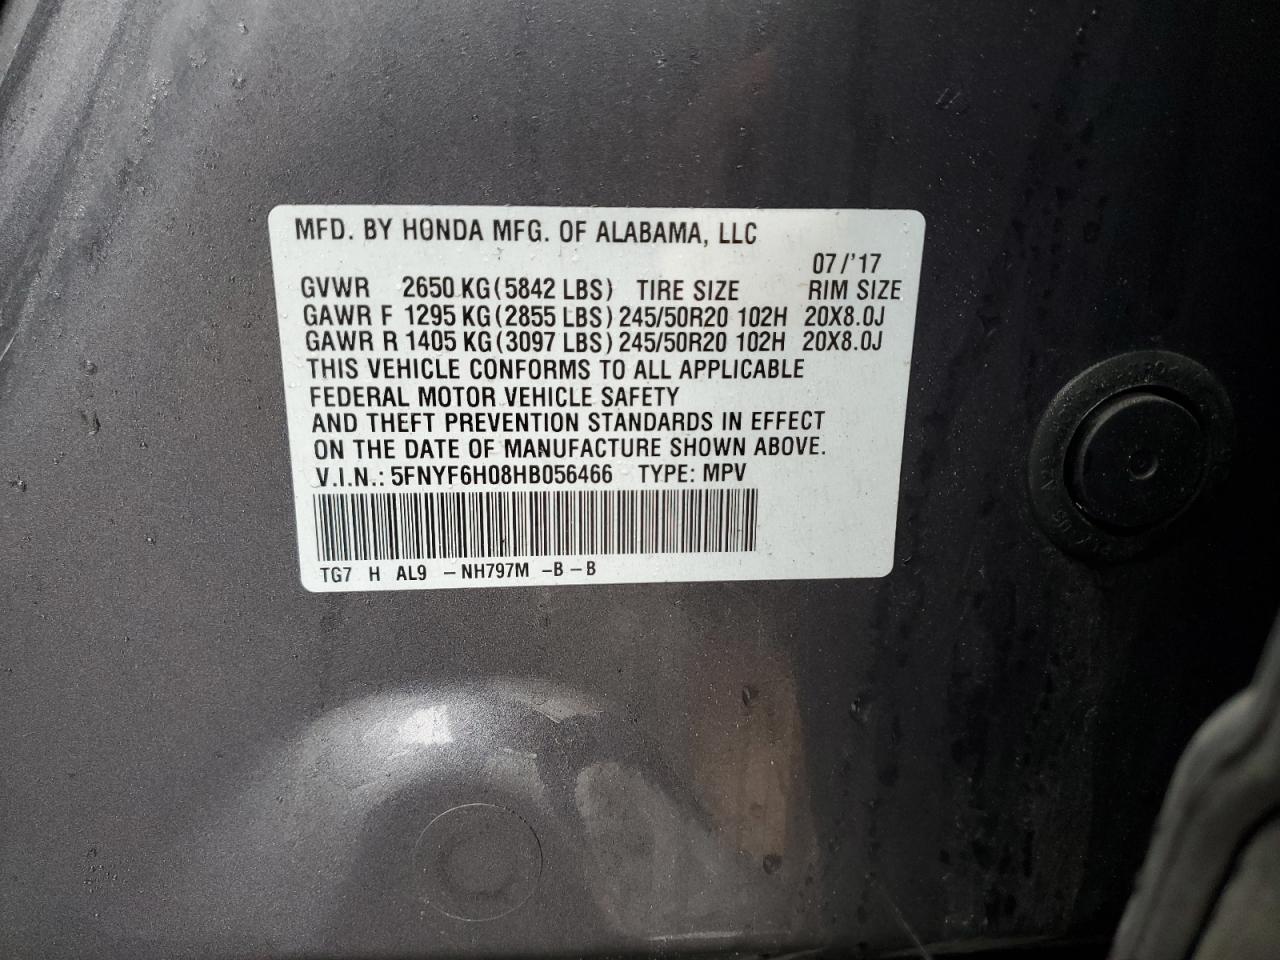 MFD. BY HONDA MFG. OF ALABAMA, LLC
07/'17
GVWR 2650 KG(5842 LBS) TIRE SIZE RIM SIZE
GAWR F 1295 KG(2855 LBS) 245/50R20 102H 20X8.0J
GAWR R 1405 KG(3097 LBS) 245/50R20 102H 20X8.0J
THIS VEHICLE CONFORMS TO ALL APPLICABLE
FEDERAL MOTOR VEHICLE SAFETY
AND THEFT PREVENTION STANDARDS IN EFFECT
ON THE DATE OF MANUFACTURE SHOWN ABOVE.
V.I.N.: 5FNYF6H08HB056466 TYPE: MPV
TG7 H AL9 -NH797M -B-B